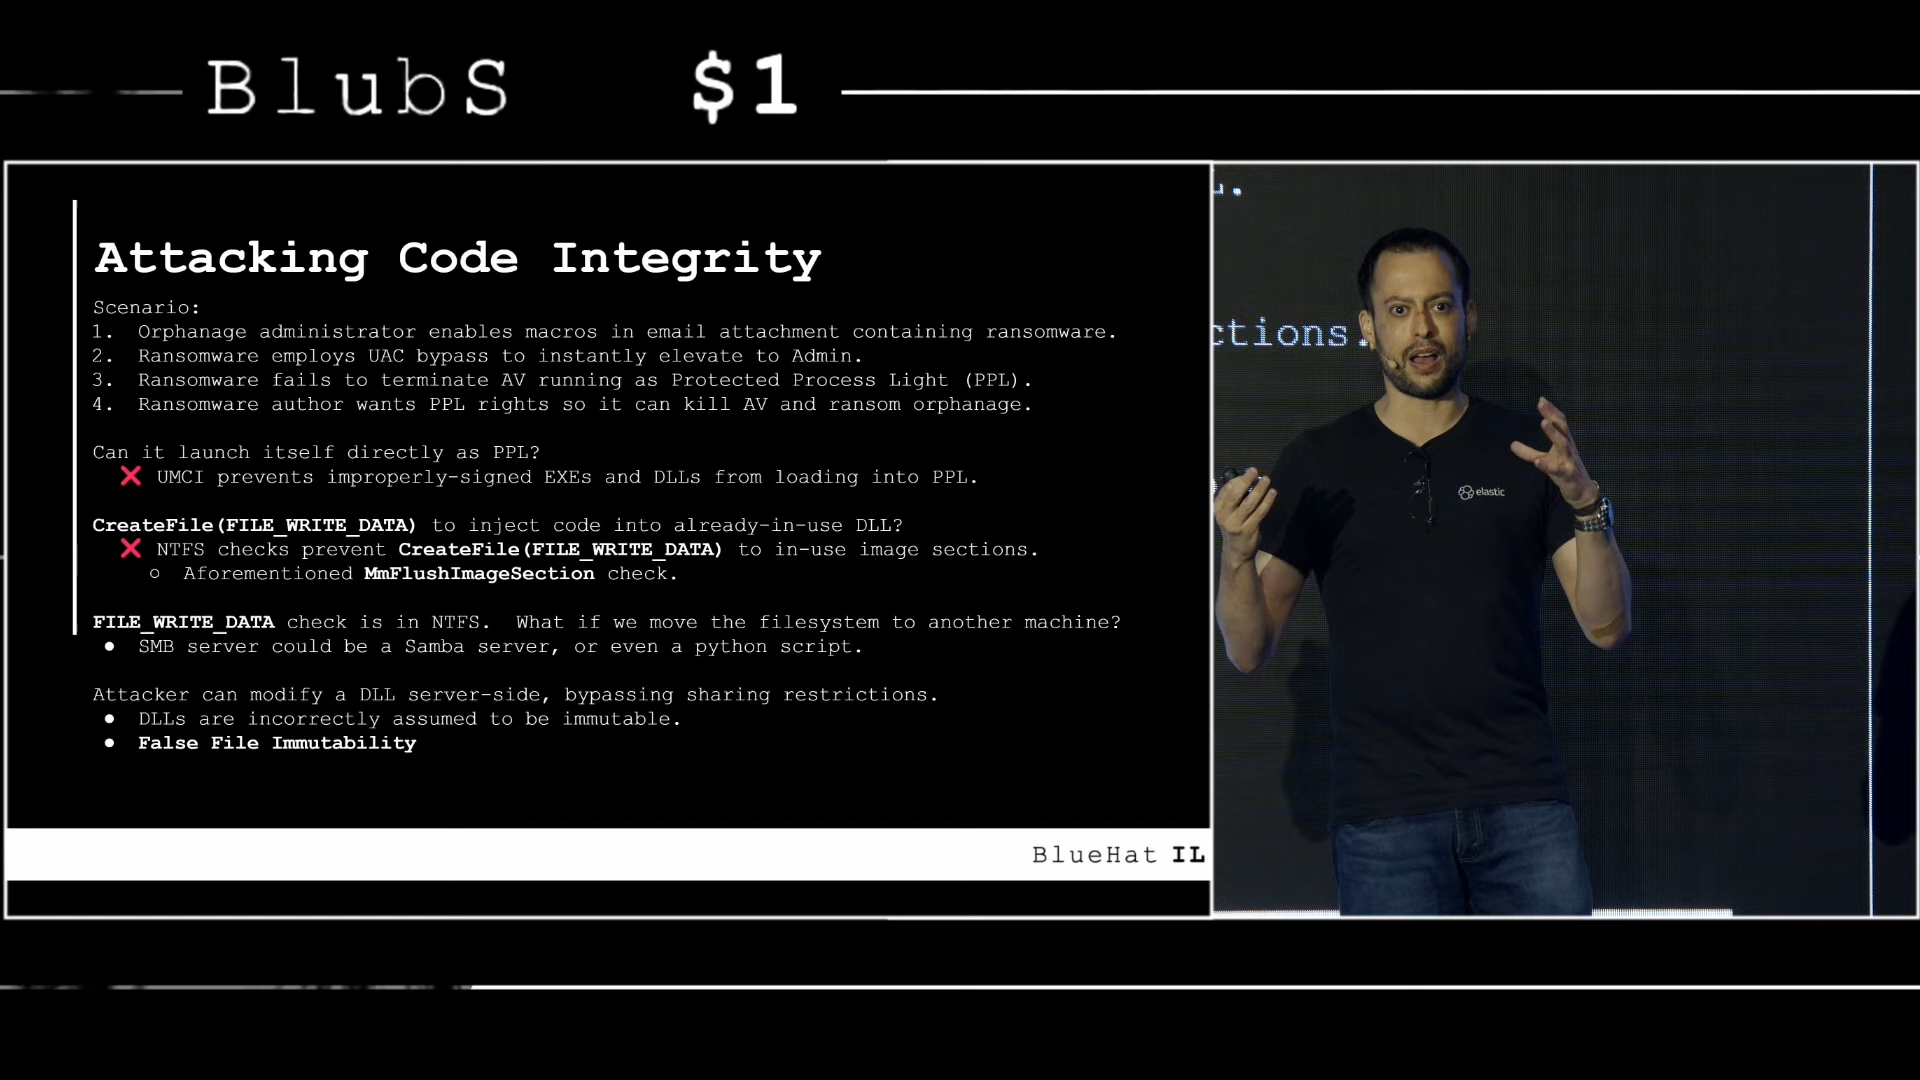 BlubS $1
Attacking Code Integrity
Scenario:
1. Orphanage administrator enables macros in email attachment containing ransomware.
2. Ransomware employs UAC bypass to instantly elevate to Admin.
3. Ransomware fails to terminate AV running as Protected Process Light (PPL).
4. Ransomware author wants PPL rights so it can kill AV and ransom orphanage.
Can it launch itself directly as PPL?
❌ UMCI prevents improperly-signed EXEs and DLLs from loading into PPL.
CreateFile(FILE_WRITE_DATA) to inject code into already-in-use DLL?
❌ NTFS checks prevent CreateFile(FILE_WRITE_DATA) to in-use image sections.
○ Aforementioned MmFlushImageSection check.
FILE_WRITE_DATA check is in NTFS. What if we move the filesystem to another machine?
● SMB server could be a Samba server, or even a python script.
Attacker can modify a DLL server-side, bypassing sharing restrictions.
● DLLs are incorrectly assumed to be immutable.
● False File Immutability
BlueHat IL
ctions.
elastic